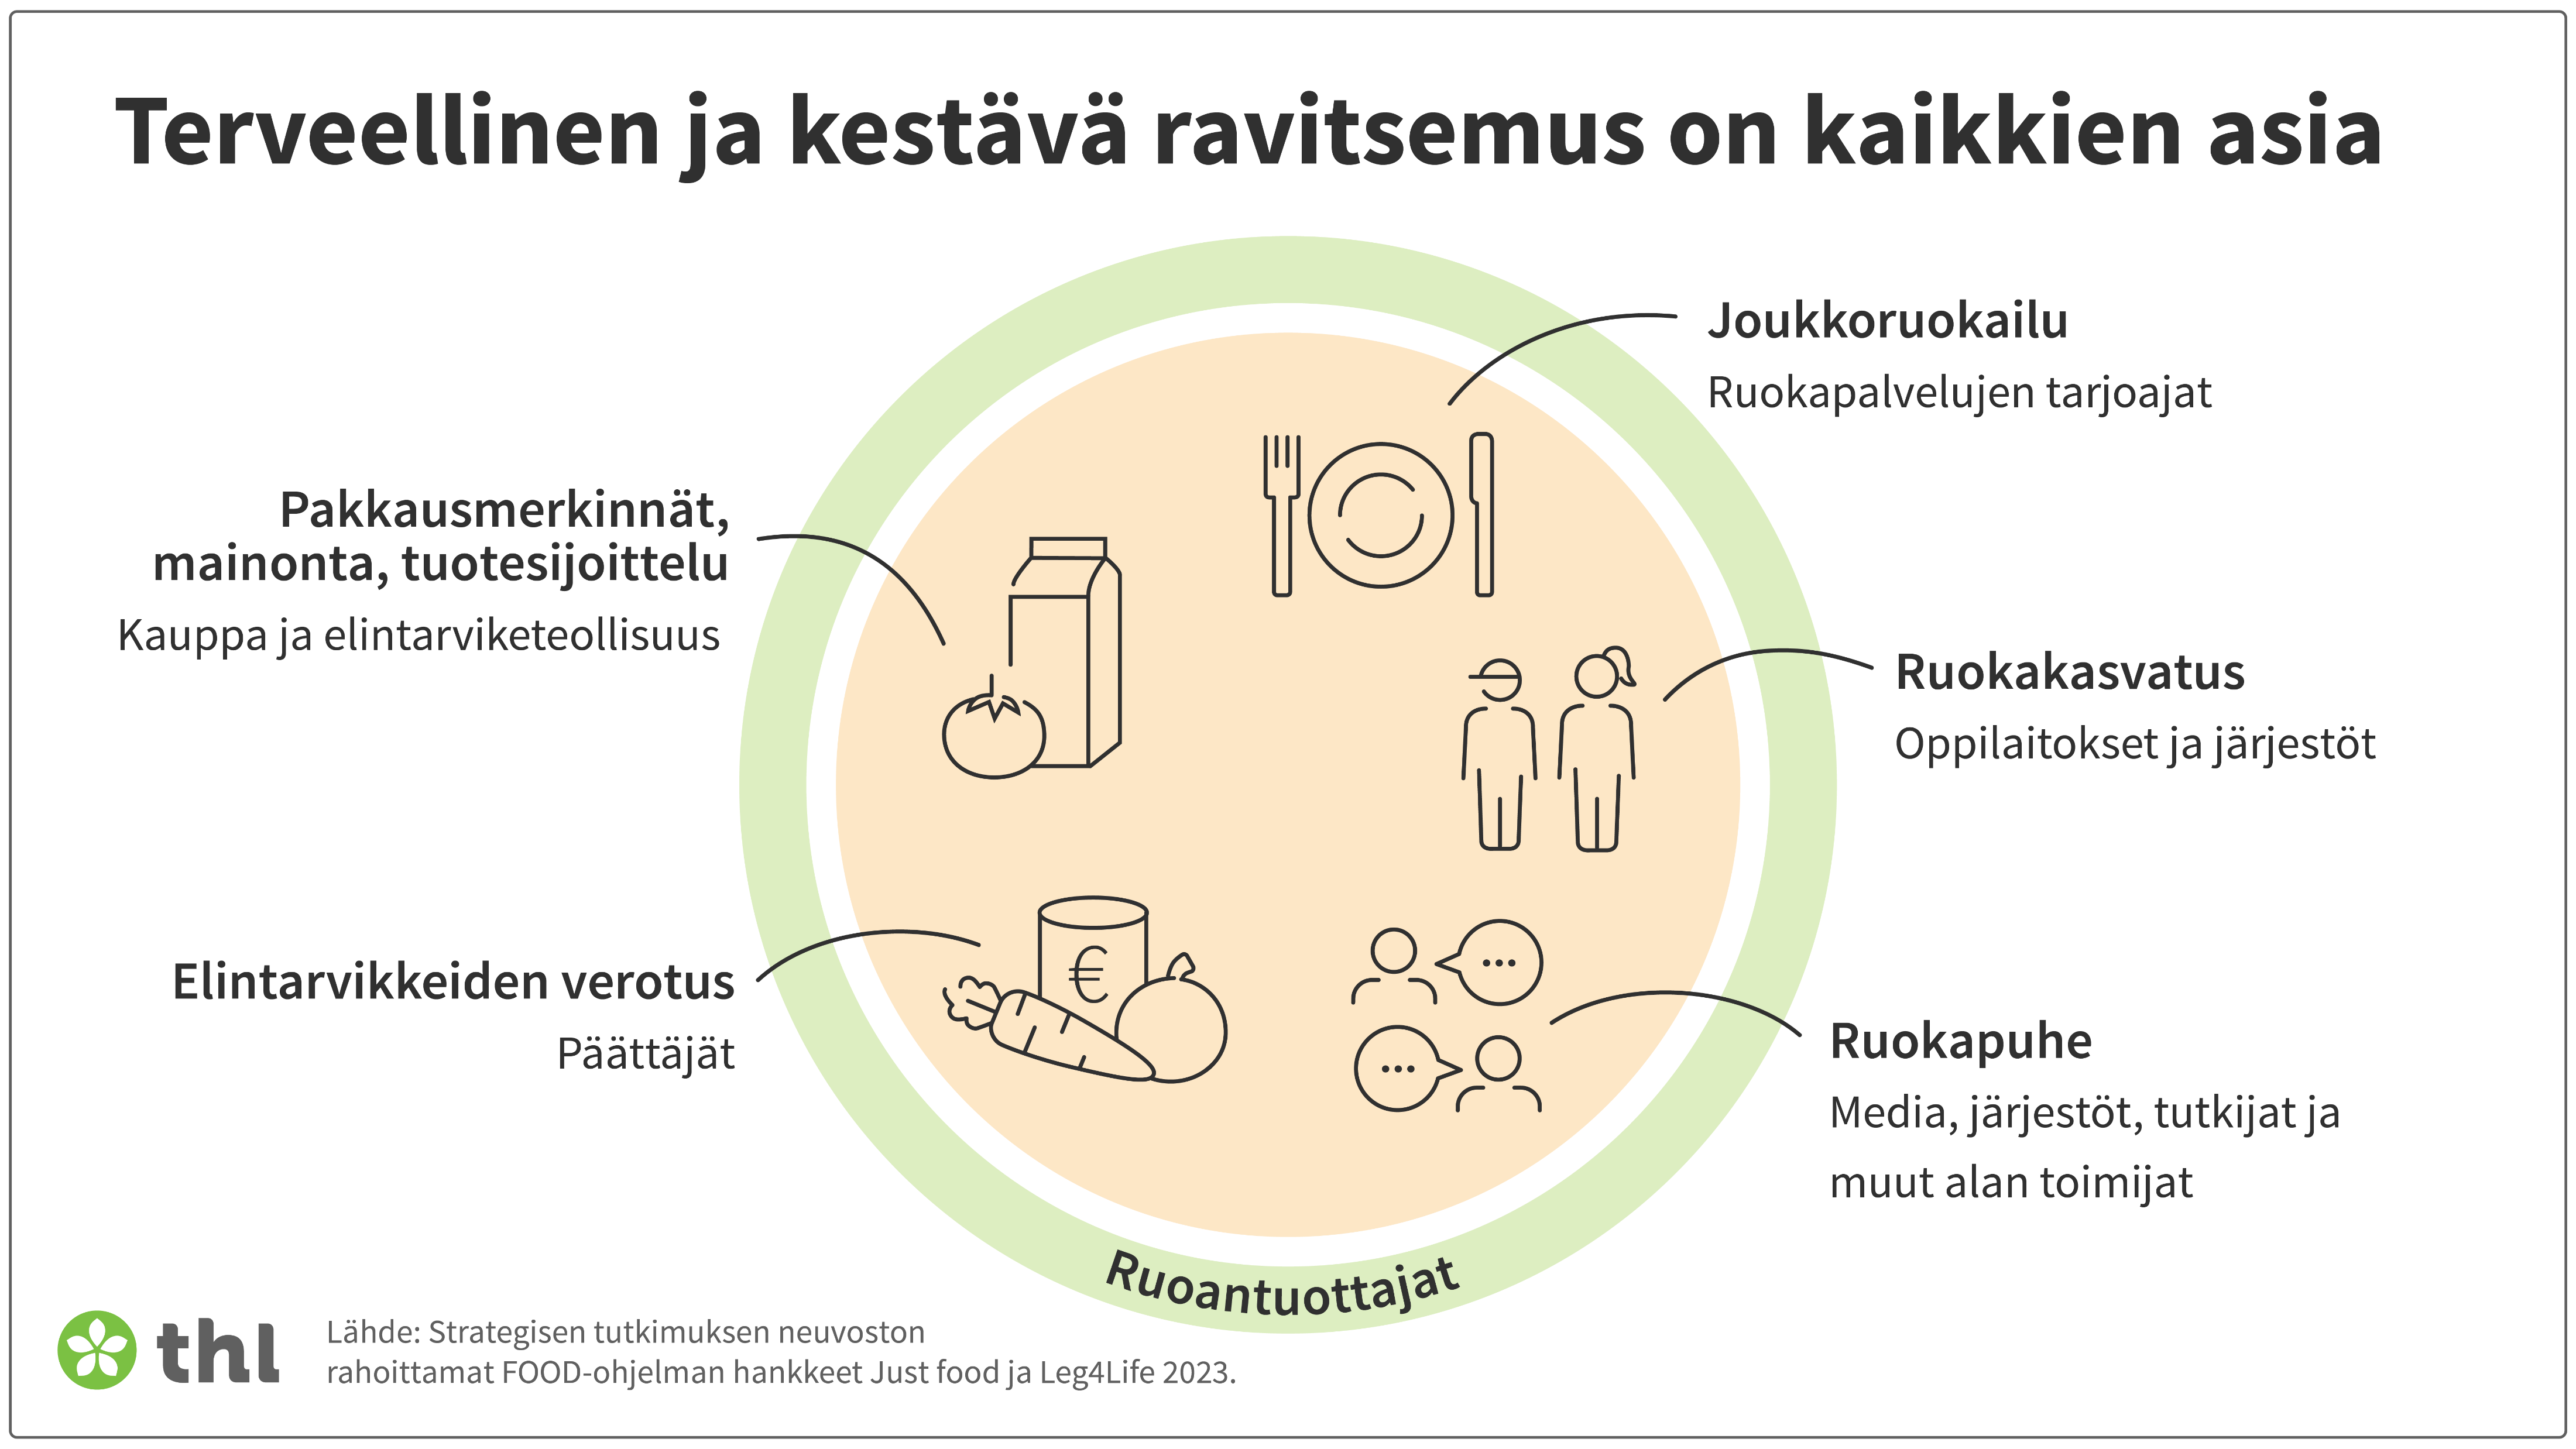 Terveellinen ja kestävä ravitsemus on kaikkien asia
Joukkoruokailu
Ruokapalvelujen tarjoajat
Pakkausmerkinnät,
mainonta, tuotesijoittelu
Kauppa ja elintarviketeollisuus
Ruokakasvatus
Oppilaitokset ja järjestöt
€
Elintarvikkeiden verotus
Päättäjät
Ruokapuhe
Media, järjestöt, tutkijat ja
muut alan toimijat
Ruoantuottajat
thl
Lähde: Strategisen tutkimuksen neuvoston
rahoittamat FOOD-ohjelman hankkeet Just food ja Leg4Life 2023.